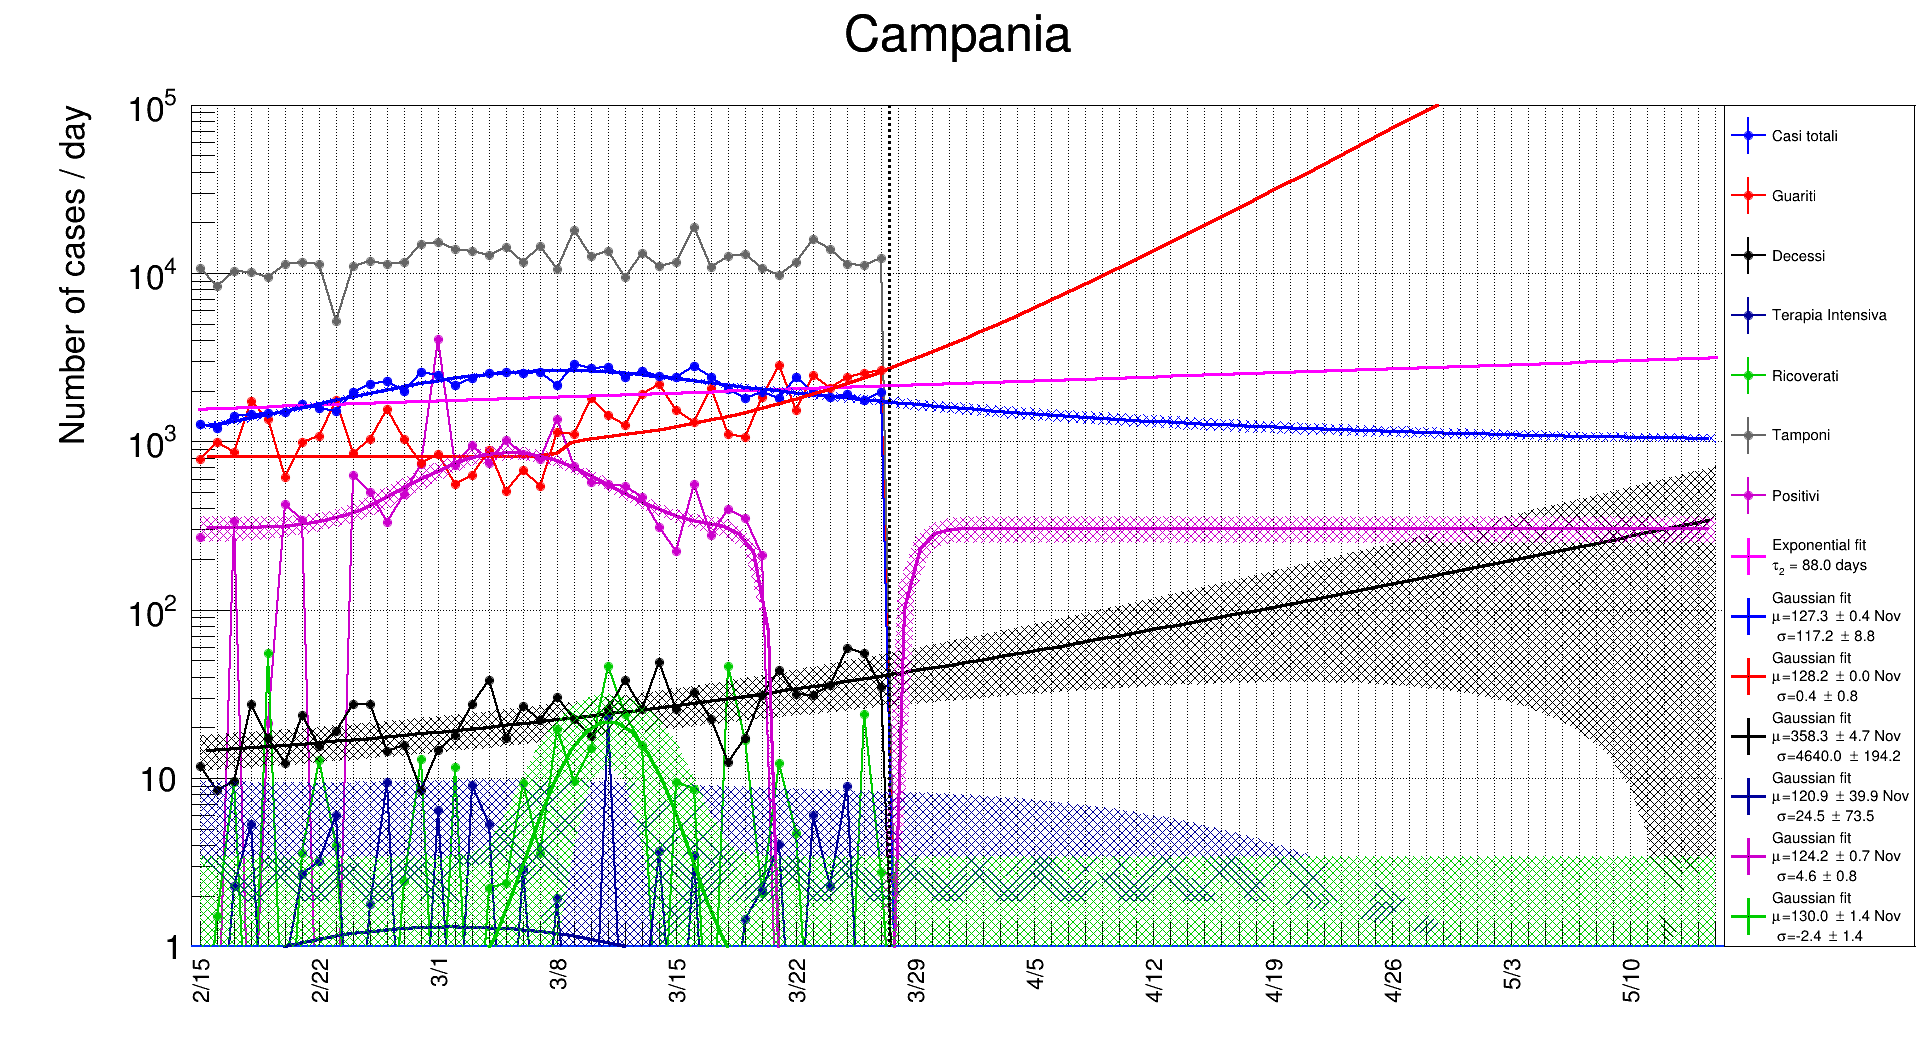 Campania
Number of cases / day
10^5
10^4
10^3
10^2
10
1
2/15
2/22
3/1
3/8
3/15
3/22
3/29
4/5
4/12
4/19
4/26
5/3
5/10
Casi totali
Guariti
Decessi
Terapia Intensiva
Ricoverati
Tamponi
Positivi
Exponential fit
τ₂ = 88.0 days
Gaussian fit
μ=127.3 ± 0.4 Nov
σ=117.2 ± 8.8
Gaussian fit
μ=128.2 ± 0.0 Nov
σ=0.4 ± 0.8
Gaussian fit
μ=358.3 ± 4.7 Nov
σ=4640.0 ± 194.2
Gaussian fit
μ=120.9 ± 39.9 Nov
σ=24.5 ± 73.5
Gaussian fit
μ=124.2 ± 0.7 Nov
σ=4.6 ± 0.8
Gaussian fit
μ=130.0 ± 1.4 Nov
σ=-2.4 ± 1.4